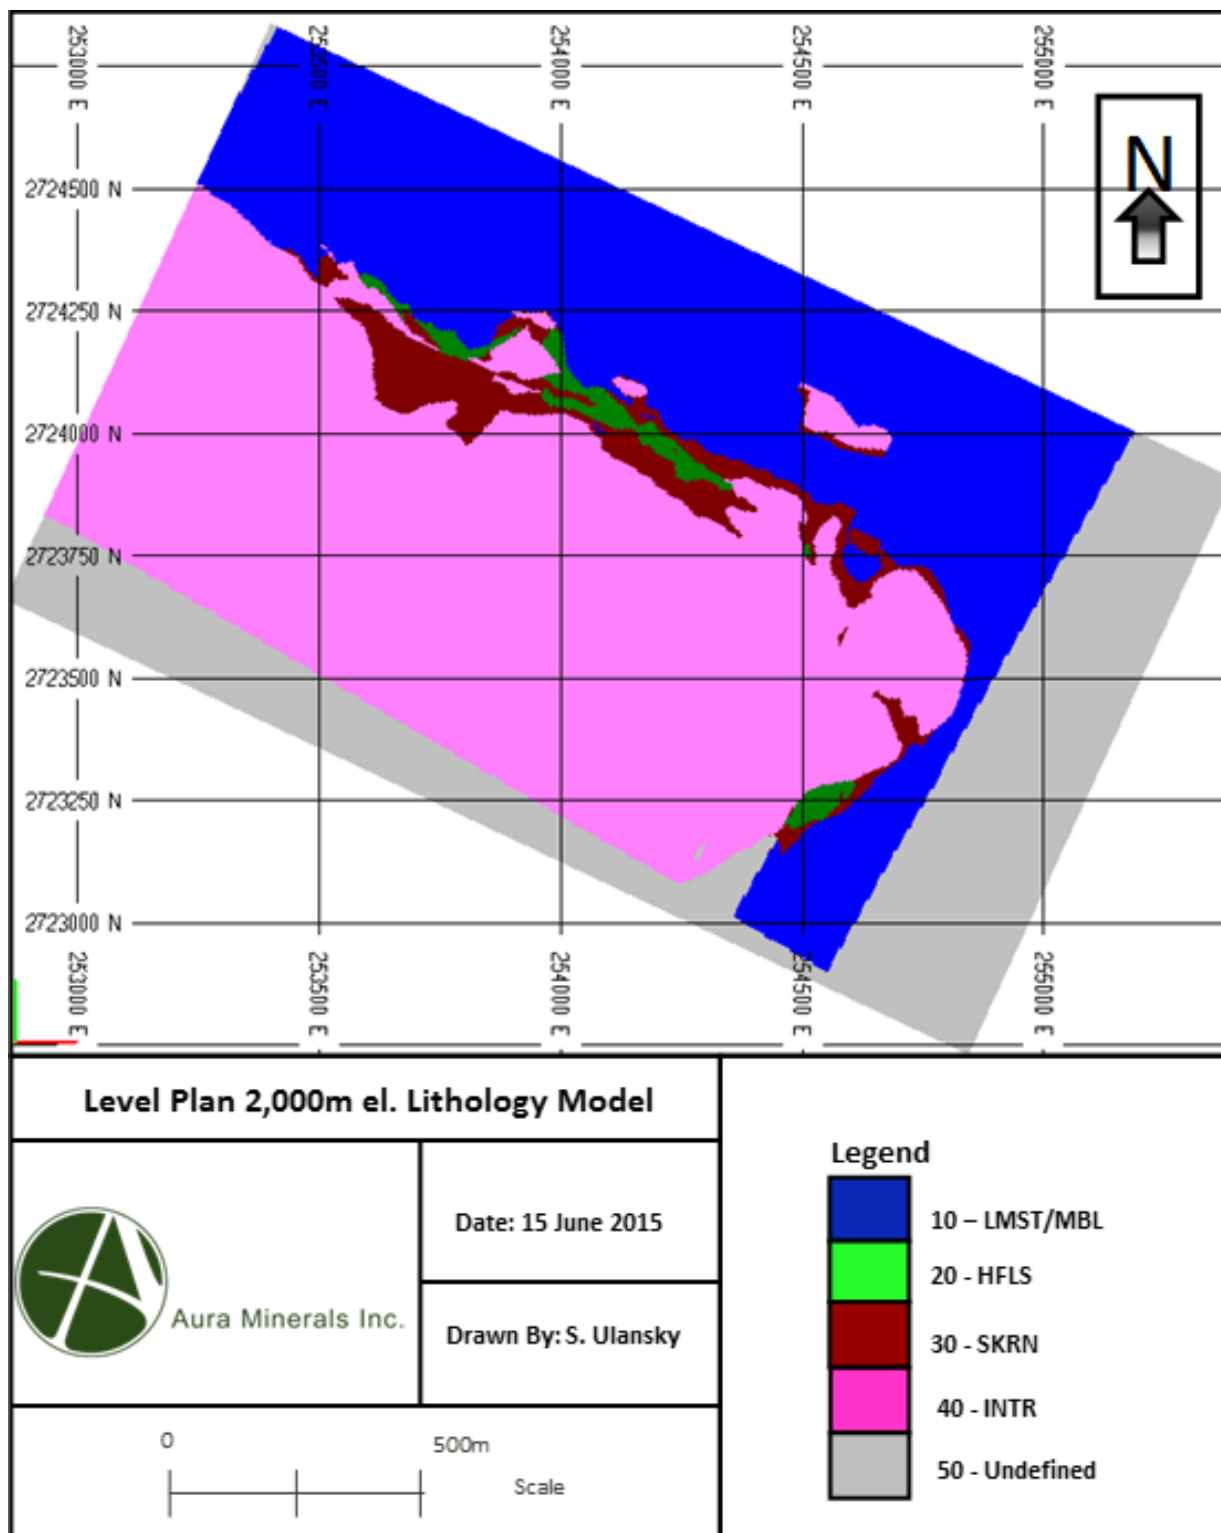 253000 E
253500 E
254000 E
254500 E
255000 E
N
2724500 N
2724250 N
2724000 N
2723750 N
2723500 N
2723250 N
2723000 N
253000 E
253500 E
254000 E
254500 E
255000 E
Level Plan 2,000m el. Lithology Model
Date: 15 June 2015
Aura Minerals Inc.
Drawn By: S. Ulansky
0
500m
Scale
Legend
10 – LMST/MBL
20 - HFLS
30 - SKRN
40 - INTR
50 - Undefined